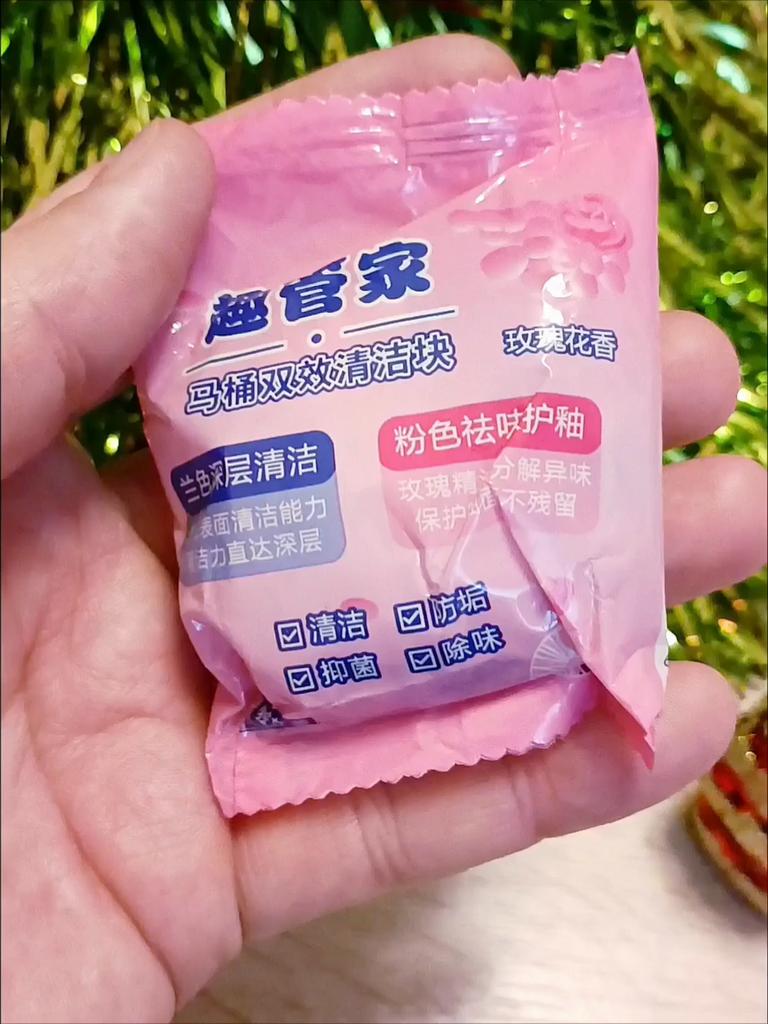 趣管家
马桶双效清洁块
玫瑰花香
兰色深层清洁
表面清洁能力
洁力直达深层
粉色祛味护釉
玫瑰精 分解异味
保护 面不残留
清洁
防垢
抑菌
除味